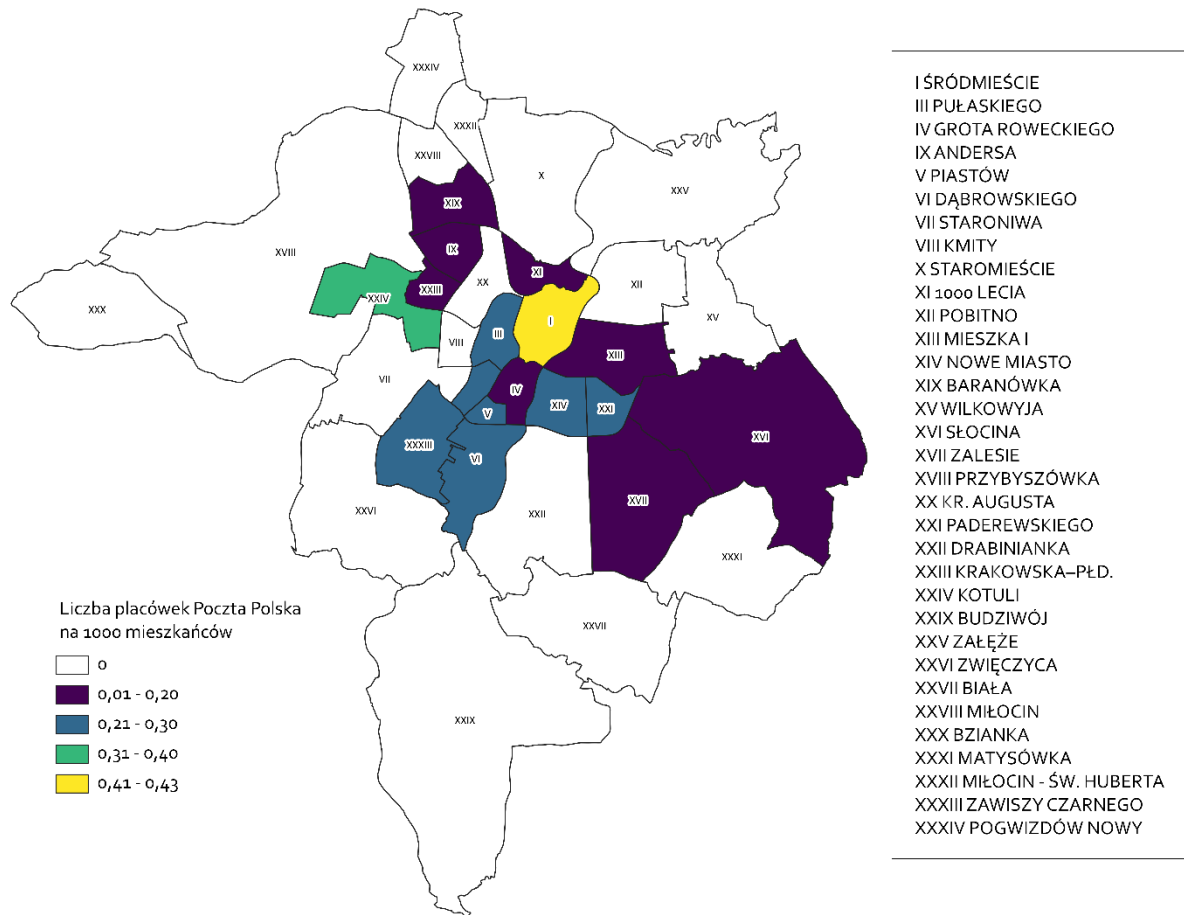 XXXIV
XXXII
XXVIII
X
XXV
XIX
IX
XVIII
XX
XI
XII
XXIII
XXIV
XXX
XV
I
III
VIII
XIII
VII
IV
XIV
XXI
V
XXXIII
XVI
VI
XVII
XXVI
XXII
XXXI
XXVII
XXIX
Liczba placówek Poczta Polska
na 1000 mieszkańców
0
0,01 - 0,20
0,21 - 0,30
0,31 - 0,40
0,41 - 0,43
I ŚRÓDMIEŚCIE
III PUŁASKIEGO
IV GROTA ROWECKIEGO
IX ANDERSA
V PIASTÓW
VI DĄBROWSKIEGO
VII STARONIWA
VIII KMITY
X STAROMIEŚCIE
XI 1000 LECIA
XII POBITNO
XIII MIESZKA I
XIV NOWE MIASTO
XIX BARANÓWKA
XV WILKOWYJA
XVI SŁOCINA
XVII ZALESIE
XVIII PRZYBYSZÓWKA
XX KR. AUGUSTA
XXI PADEREWSKIEGO
XXII DRABINIANKA
XXIII KRAKOWSKA–PŁD.
XXIV KOTULI
XXIX BUDZIWÓJ
XXV ZAŁĘŻE
XXVI ZWIĘCZYCA
XXVII BIAŁA
XXVIII MIŁOCIN
XXX BZIANKA
XXXI MATYSÓWKA
XXXII MIŁOCIN - ŚW. HUBERTA
XXXIII ZAWISZY CZARNEGO
XXXIV POGWIZDÓW NOWY